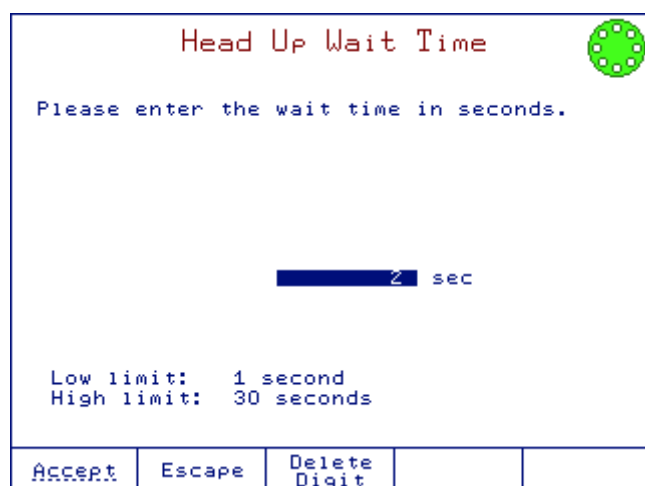 Head Up Wait Time
Please enter the wait time in seconds.
2 sec
Low limit: 1 second
High limit: 30 seconds
Accept Escape Delete Digit